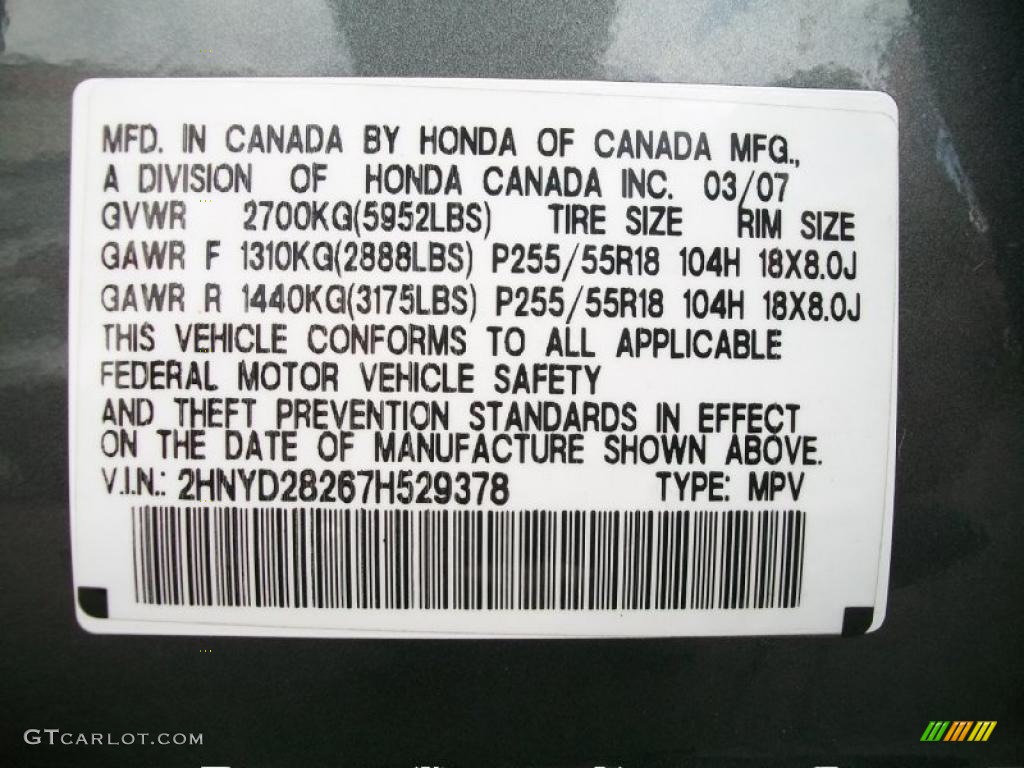 MFD. IN CANADA BY HONDA OF CANADA MFG.,
A DIVISION OF HONDA CANADA INC. 03/07
GVWR 2700KG(5952LBS) TIRE SIZE RIM SIZE
GAWR F 1310KG(2888LBS) P255/55R18 104H 18X8.0J
GAWR R 1440KG(3175LBS) P255/55R18 104H 18X8.0J
THIS VEHICLE CONFORMS TO ALL APPLICABLE
FEDERAL MOTOR VEHICLE SAFETY
AND THEFT PREVENTION STANDARDS IN EFFECT
ON THE DATE OF MANUFACTURE SHOWN ABOVE.
V.I.N.: 2HNYD28267H529378 TYPE: MPV
GTCARLOT.COM